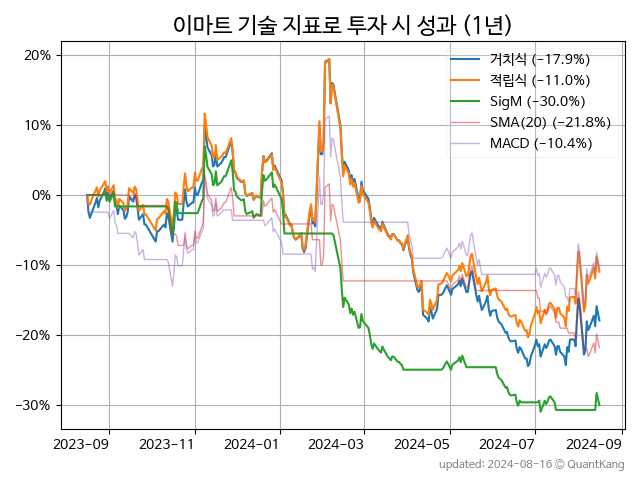 이마트 기술 지표로 투자 시 성과 (1년)
20%
10%
0%
−10%
−20%
−30%
거치식 (−17.9%)
적립식 (−11.0%)
SigM (−30.0%)
SMA(20) (−21.8%)
MACD (−10.4%)
2023−09 2023−11 2024−01 2024−03 2024−05 2024−07 2024−09
updated: 2024-08-16 © QuantKang